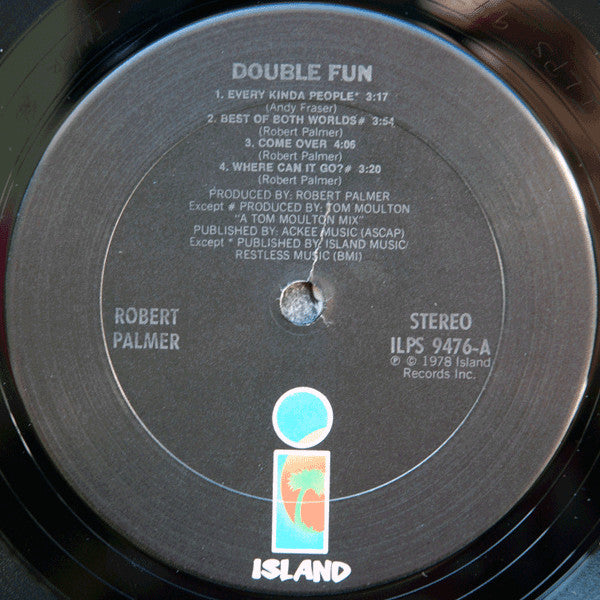 DOUBLE FUN
1. EVERY KINDA PEOPLE* 3:17
(Andy Fraser)
2. BEST OF BOTH WORLDS# 3:54
(Robert Palmer)
3. COME OVER 4:06
(Robert Palmer)
4. WHERE CAN IT GO?# 3:20
(Robert Palmer)
PRODUCED BY: ROBERT PALMER
Except # PRODUCED BY: TOM MOULTON
"A TOM MOULTON MIX"
PUBLISHED BY: ACKEE MUSIC (ASCAP)
Except * PUBLISHED BY: ISLAND MUSIC/
RESTLESS MUSIC (BMI)
ROBERT
PALMER
STEREO
ILPS 9476-A
℗ © 1978 Island
Records Inc.
ISLAND